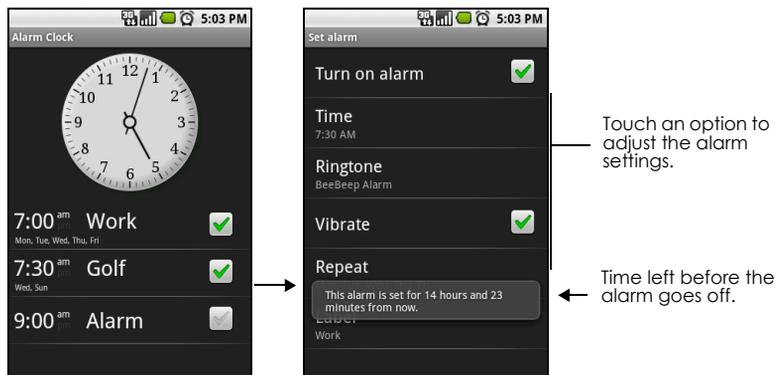 3G 5:03 PM
Alarm Clock
12
11 1
10 2
9 3
8 4
7 5
6
7:00 am pm Work
Mon, Tue, Wed, Thu, Fri
7:30 am pm Golf
Wed, Sun
9:00 am pm Alarm
3G 5:03 PM
Set alarm
Turn on alarm
Time
7:30 AM
Ringtone
BeeBeep Alarm
Vibrate
Repeat
This alarm is set for 14 hours and 23
minutes from now.
Label
Work
Touch an option to
adjust the alarm
settings.
Time left before the
alarm goes off.